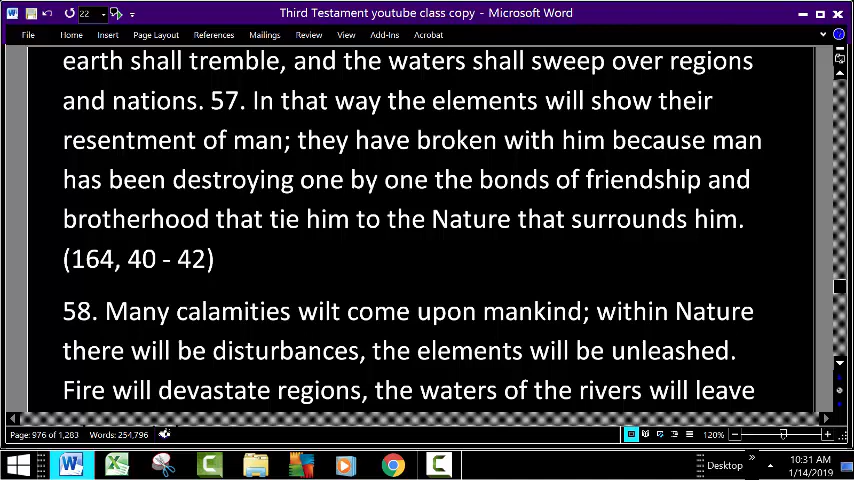 22
Third Testament youtube class copy - Microsoft Word
File Home Insert Page Layout References Mailings Review View Add-Ins Acrobat
earth shall tremble, and the waters shall sweep over regions
and nations. 57. In that way the elements will show their
resentment of man; they have broken with him because man
has been destroying one by one the bonds of friendship and
brotherhood that tie him to the Nature that surrounds him.
(164, 40 - 42)
58. Many calamities wilt come upon mankind; within Nature
there will be disturbances, the elements will be unleashed.
Fire will devastate regions, the waters of the rivers will leave
Page: 976 of 1,283 Words: 254,796 120%
Desktop 10:31 AM
1/14/2019